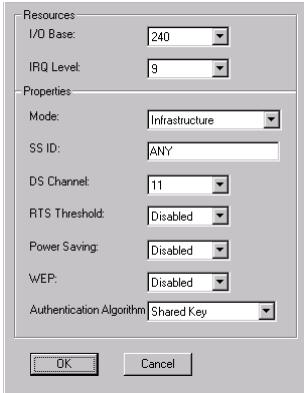 Resources
I/O Base: 240
IRQ Level: 9
Properties
Mode: Infrastructure
SS ID: ANY
DS Channel: 11
RTS Threshold: Disabled
Power Saving: Disabled
WEP: Disabled
Authentication Algorithm Shared Key
OK Cancel